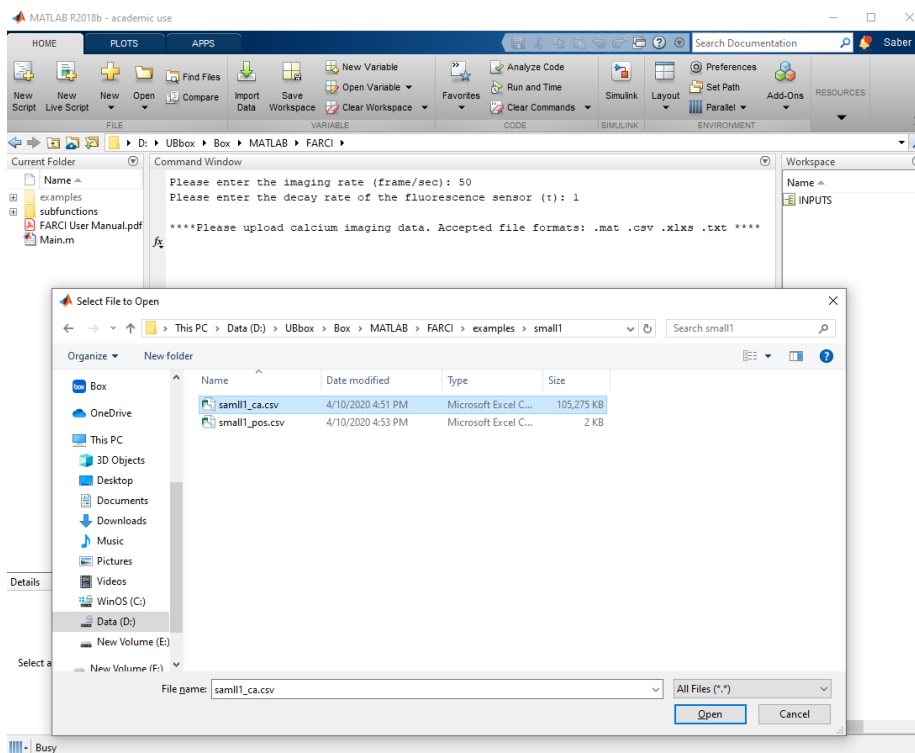 MATLAB R2018b - academic use
HOME PLOTS APPS
Search Documentation
Saber
New Script
New Live Script
New
Open
Find Files
Compare
Import Data
Save Workspace
New Variable
Open Variable
Clear Workspace
Favorites
Analyze Code
Run and Time
Clear Commands
Simulink
Layout
Preferences
Set Path
Parallel
Add-Ons
RESOURCES
FILE VARIABLE CODE SIMULINK ENVIRONMENT
D: UBbox Box MATLAB FARCI
Current Folder
Name
examples
subfunctions
FARCI User Manual.pdf
Main.m
Command Window
Please enter the imaging rate (frame/sec): 50
Please enter the decay rate of the fluorescence sensor (τ): 1
****Please upload calcium imaging data. Accepted file formats: .mat .csv .xlxs .txt ****
fx
Workspace
Name
INPUTS
Select File to Open
This PC > Data (D:) > UBbox > Box > MATLAB > FARCI > examples > small1
Search small1
Organize New folder
Name Date modified Type Size
samll1_ca.csv 4/10/2020 4:51 PM Microsoft Excel C... 105,275 KB
small1_pos.csv 4/10/2020 4:53 PM Microsoft Excel C... 2 KB
box Box
OneDrive
This PC
3D Objects
Desktop
Documents
Downloads
Music
Pictures
Videos
WinOS (C:)
Data (D:)
New Volume (E:)
New Volume (F:)
File name: samll1_ca.csv
All Files (*.*)
Open Cancel
Details
Select a
Busy